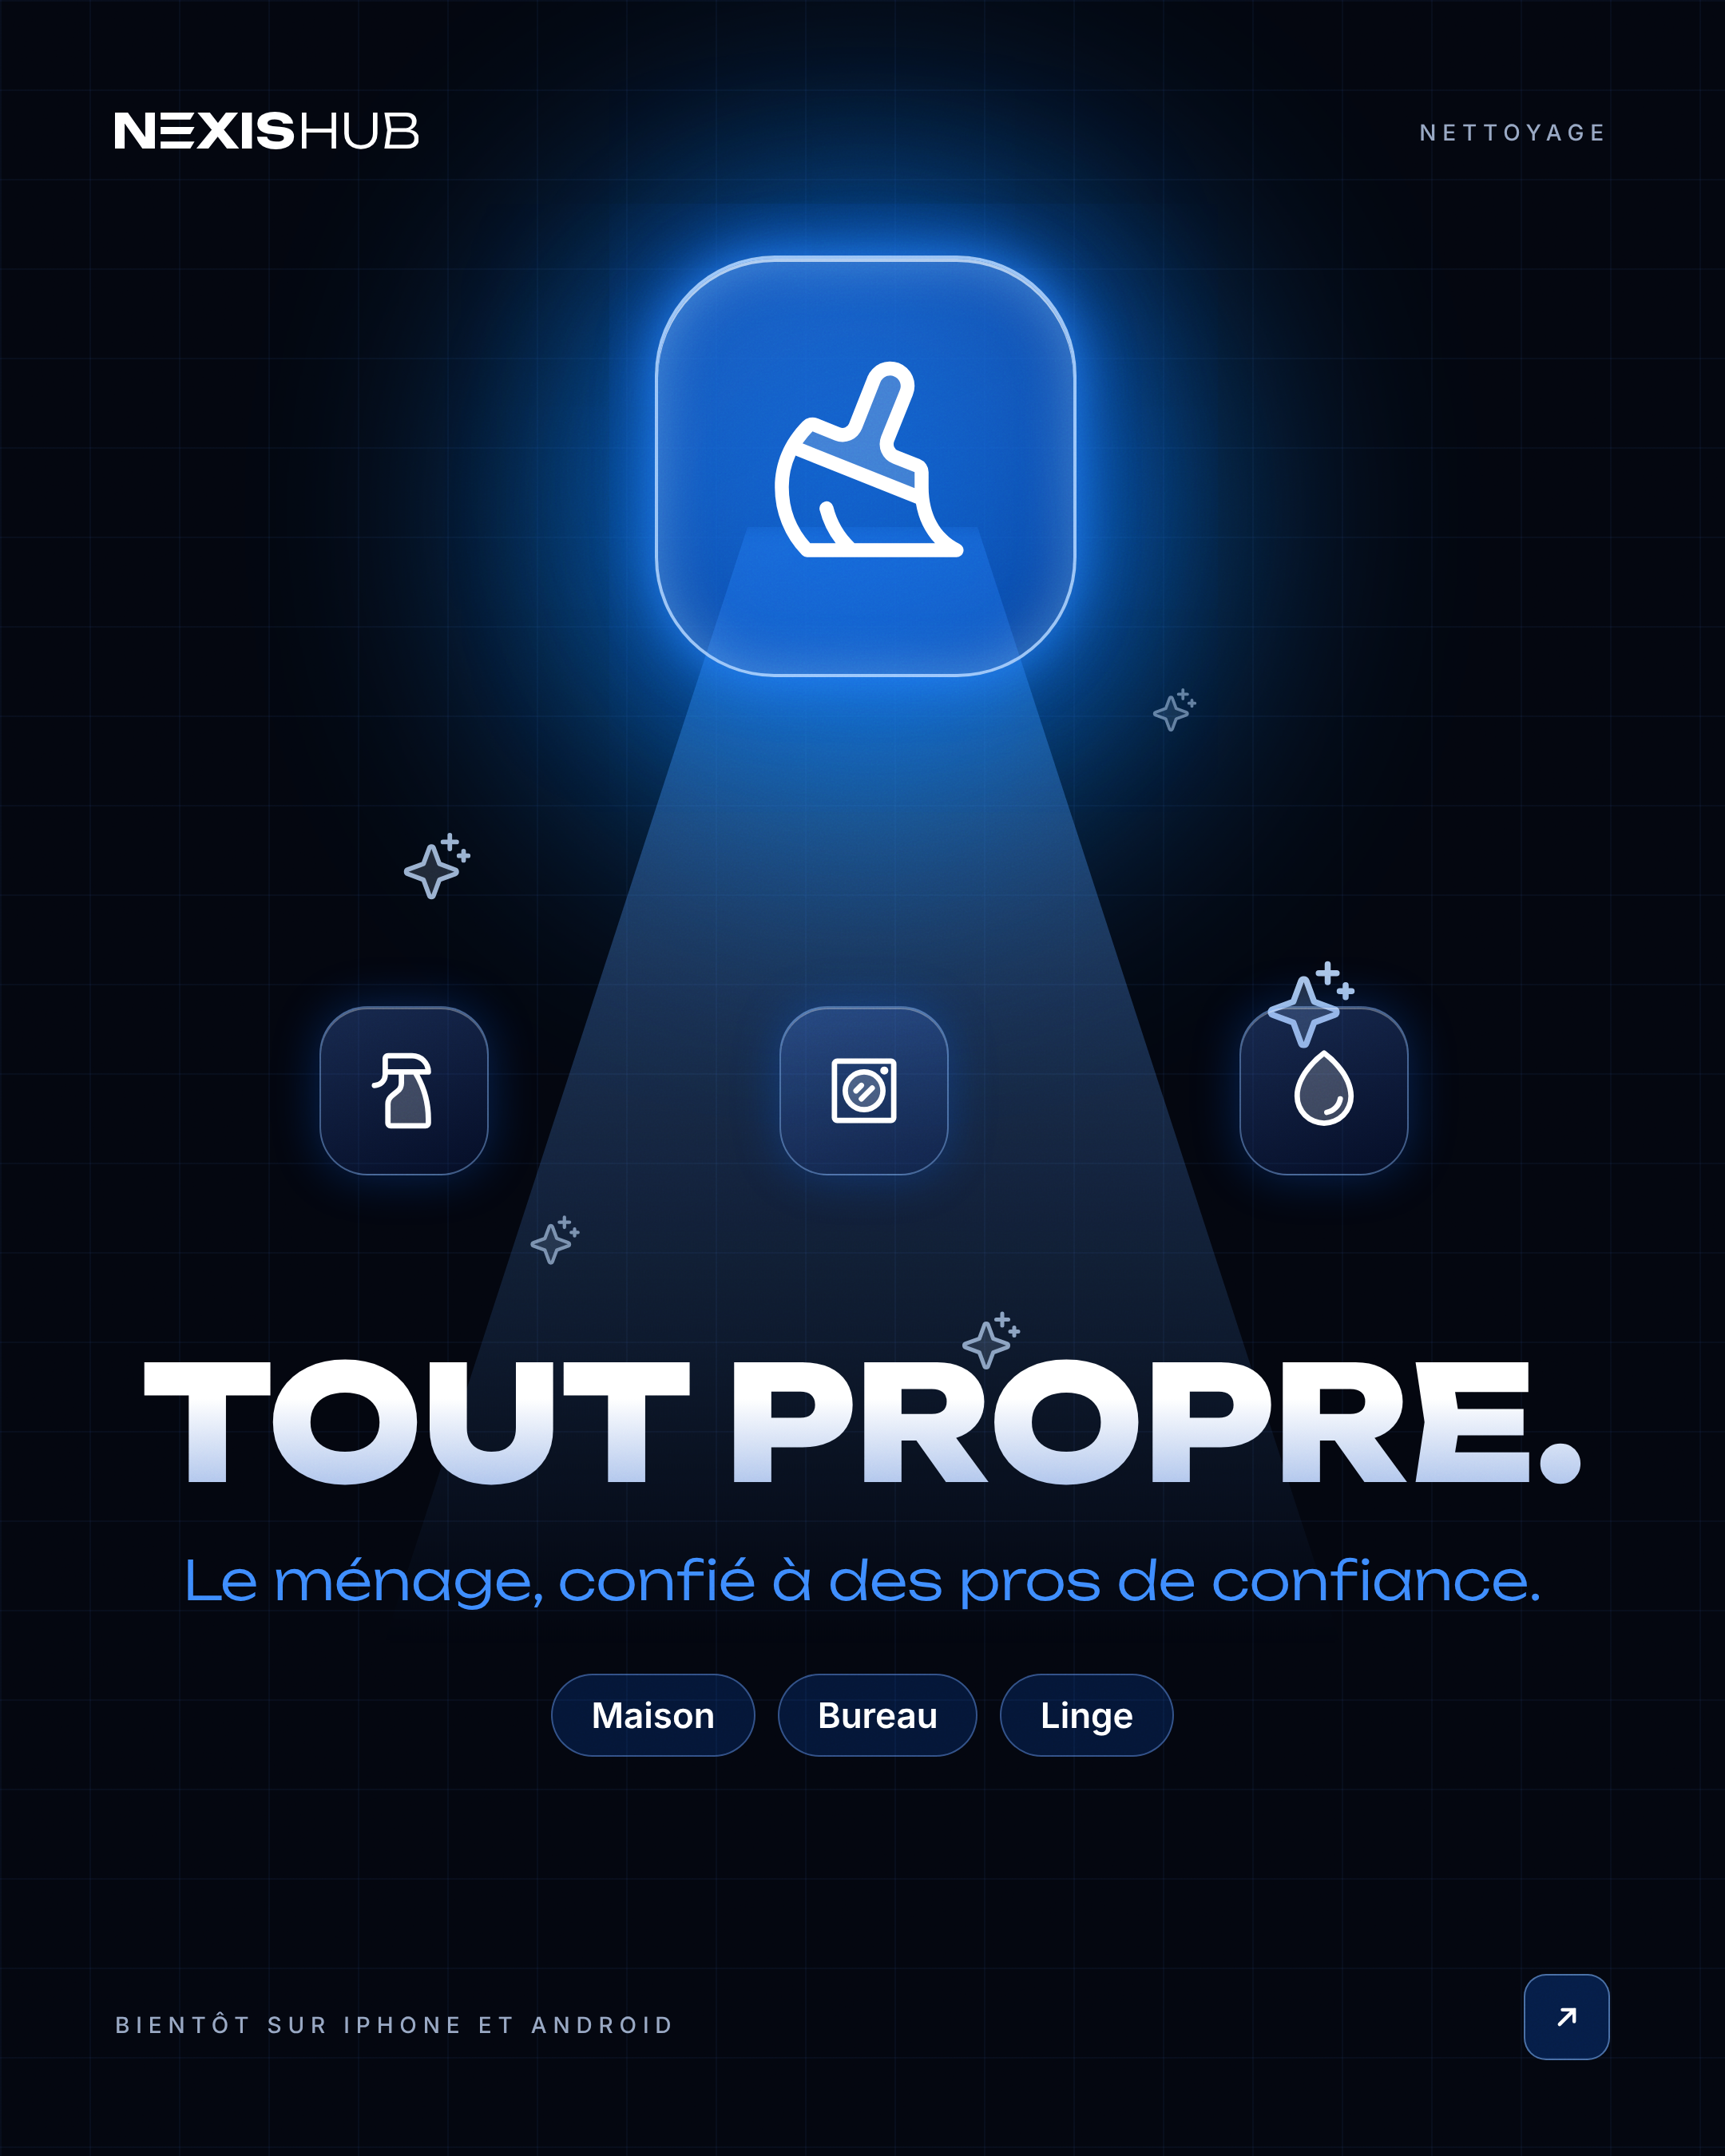 NEXISHUB
NETTOYAGE
TOUT PROPRE.
Le ménage, confié à des pros de confiance.
Maison
Bureau
Linge
BIENTÔT SUR IPHONE ET ANDROID